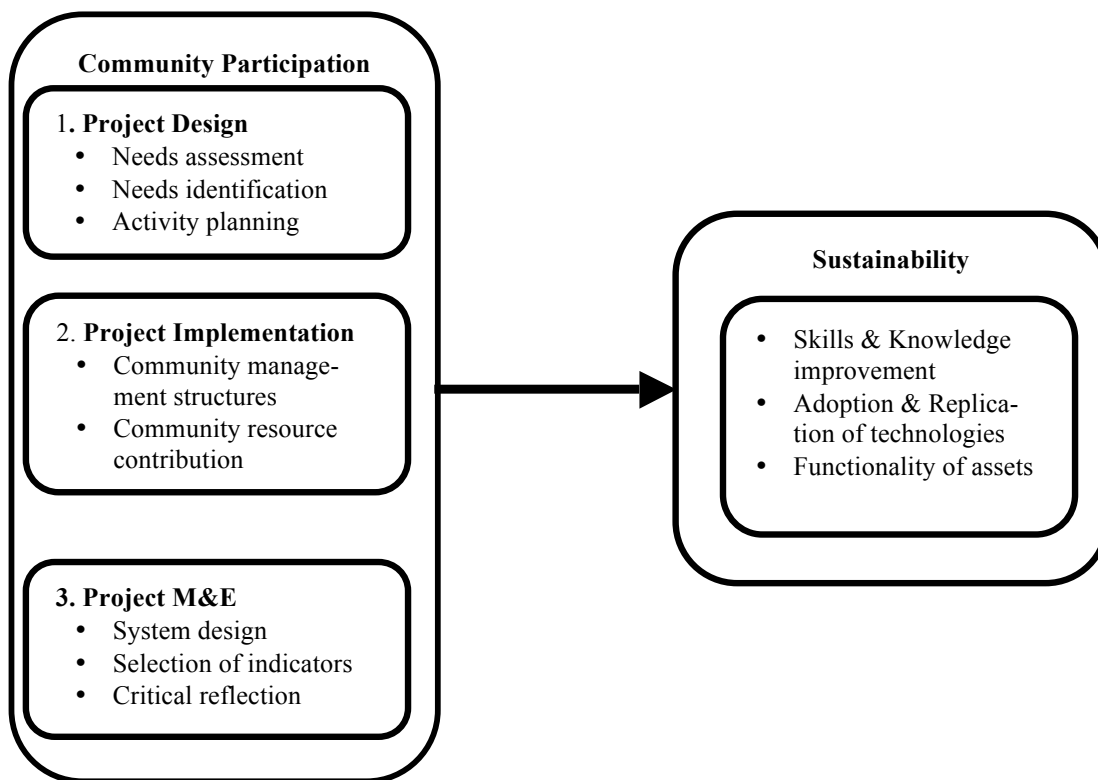 Community Participation
1. Project Design
• Needs assessment
• Needs identification
• Activity planning
2. Project Implementation
• Community manage-
ment structures
• Community resource
contribution
3. Project M&E
• System design
• Selection of indicators
• Critical reflection
Sustainability
• Skills & Knowledge
improvement
• Adoption & Replica-
tion of technologies
• Functionality of assets